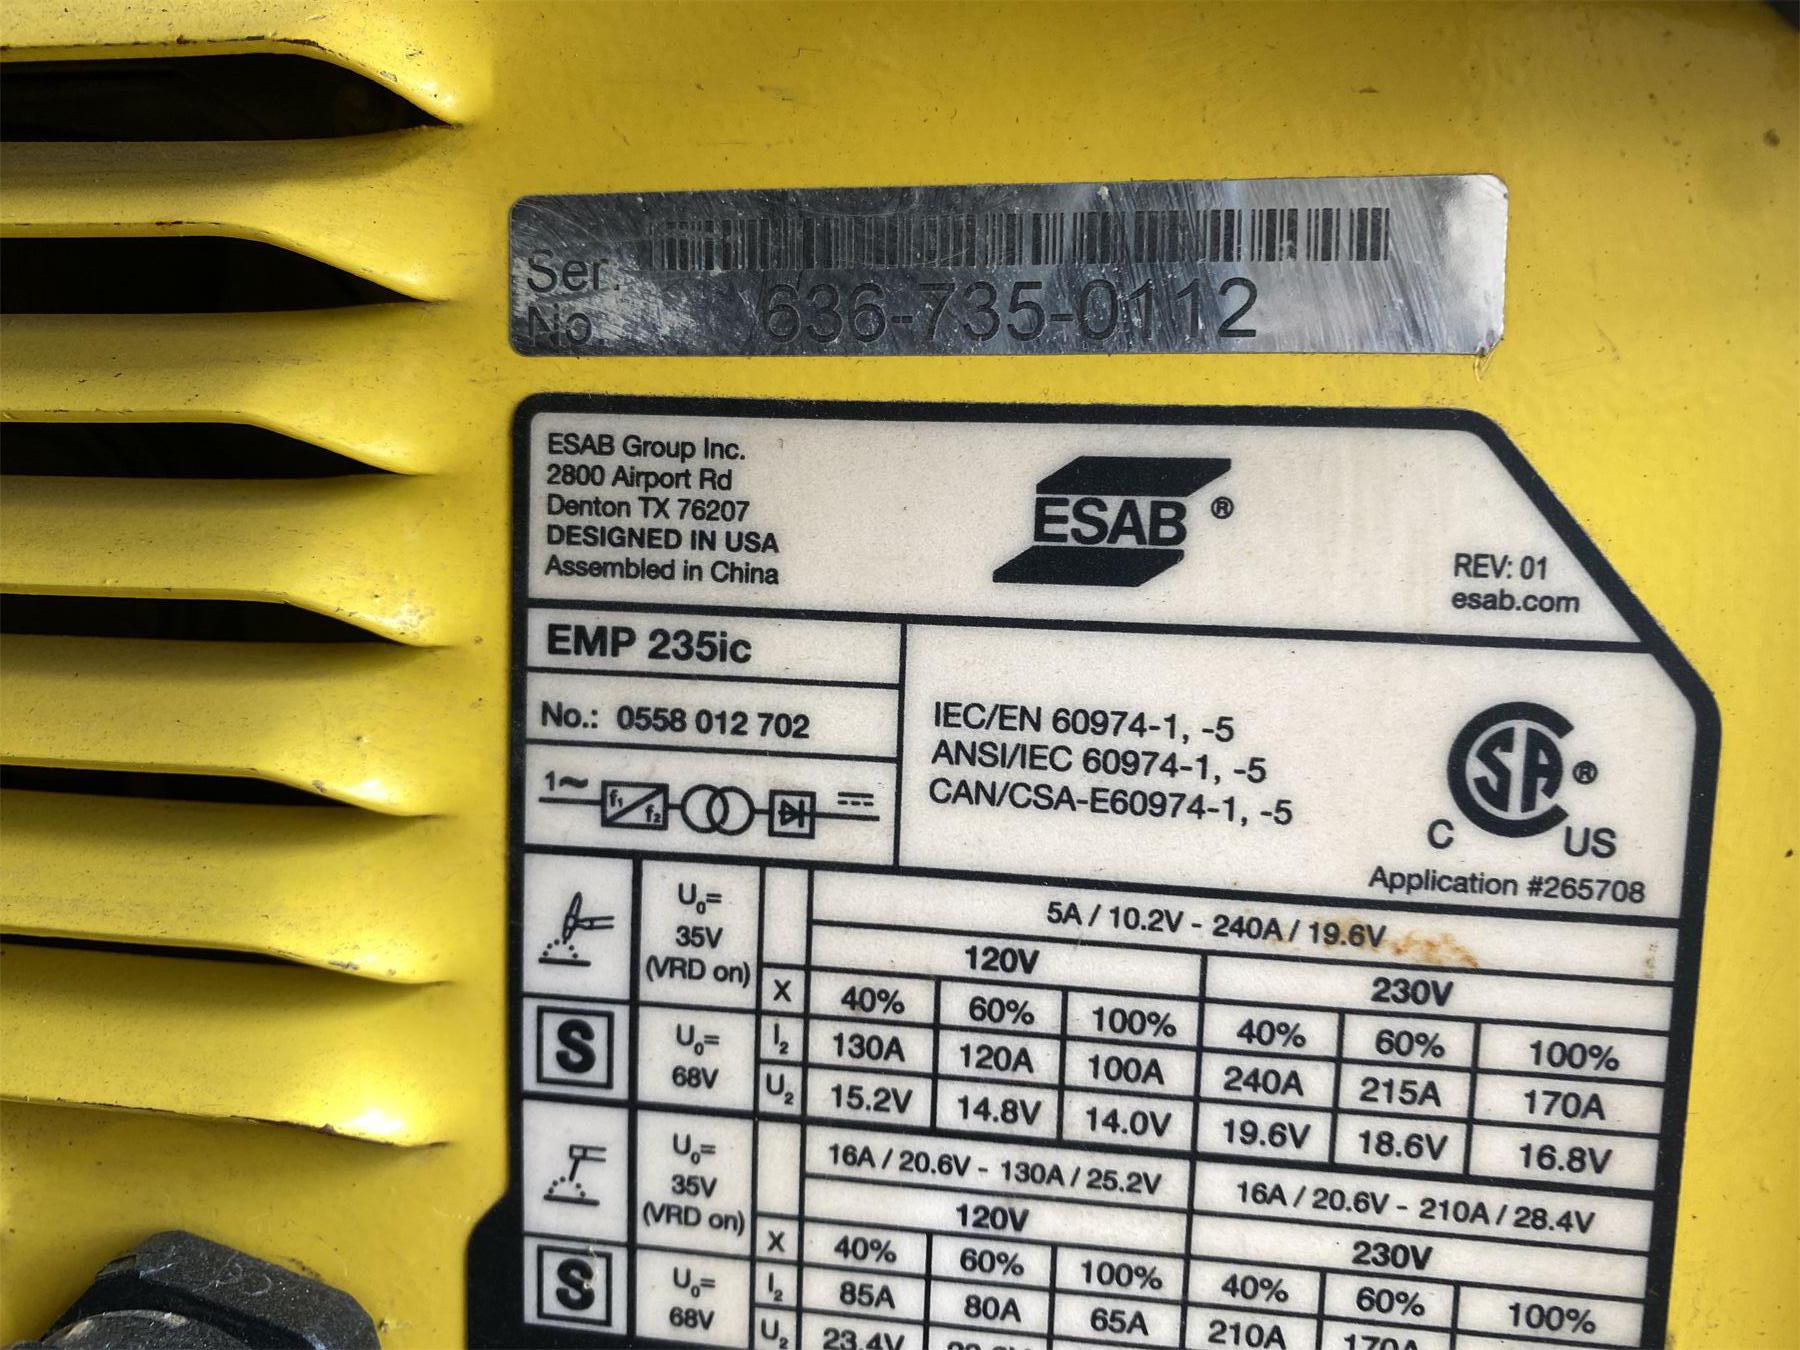 Ser.
No.
636-735-0112
ESAB Group Inc.
2800 Airport Rd
Denton TX 76207
DESIGNED IN USA
Assembled in China
ESAB ®
REV: 01
esab.com
EMP 235ic
No.: 0558 012 702
1~ f1 f2
IEC/EN 60974-1, -5
ANSI/IEC 60974-1, -5
CAN/CSA-E60974-1, -5
SA ®
C US
Application #265708
U0=
35V
(VRD on)
5A / 10.2V - 240A / 19.6V
120V 230V
X 40% 60% 100% 40% 60% 100%
S
U0=
68V
I2 130A 120A 100A 240A 215A 170A
U2 15.2V 14.8V 14.0V 19.6V 18.6V 16.8V
U0=
35V
(VRD on)
16A / 20.6V - 130A / 25.2V 16A / 20.6V - 210A / 28.4V
120V 230V
X 40% 60% 100% 40% 60% 100%
S
U0=
68V
I2 85A 80A 65A 210A 170A
U2 23.4V